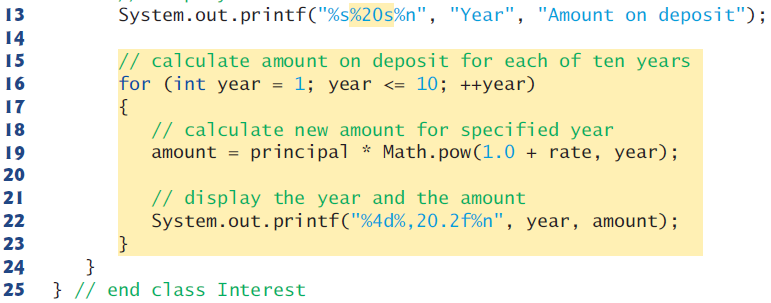 13 System.out.printf("%s%20s%n", "Year", "Amount on deposit");
14
15 // calculate amount on deposit for each of ten years
16 for (int year = 1; year <= 10; ++year)
17 {
18 // calculate new amount for specified year
19 amount = principal * Math.pow(1.0 + rate, year);
20
21 // display the year and the amount
22 System.out.printf("%4d%,20.2f%n", year, amount);
23 }
24 }
25 } // end class Interest